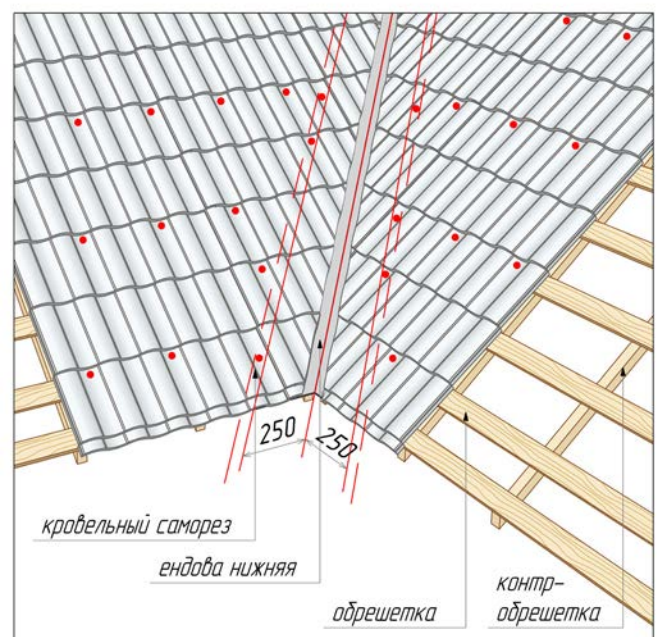 250
250
кровельный саморез
ендова нижняя
обрешетка
контр-
обрешетка